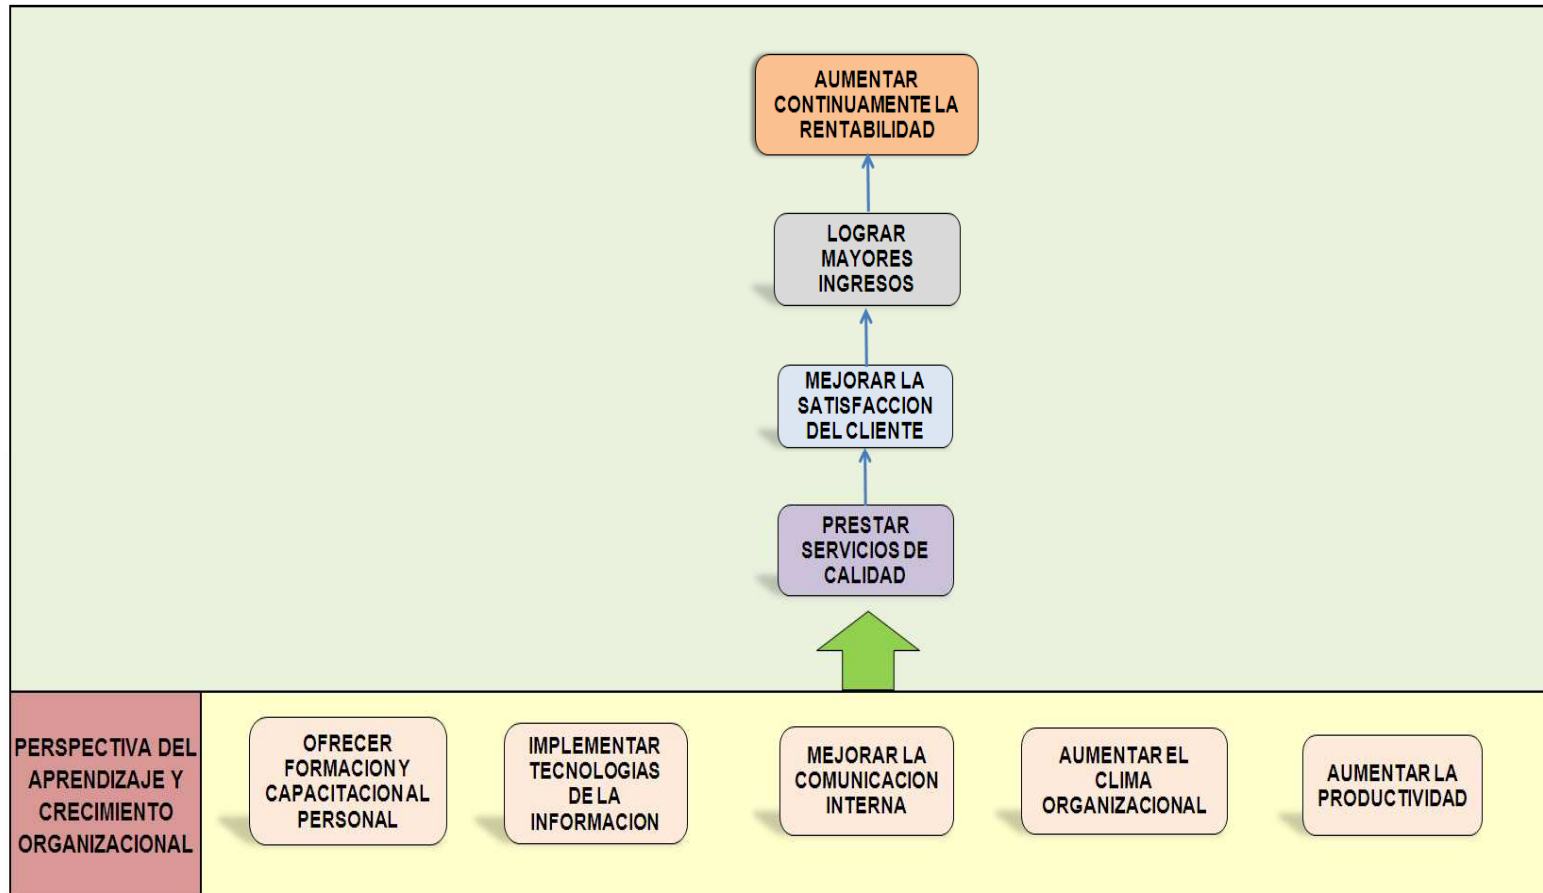 AUMENTAR
CONTINUAMENTE LA
RENTABILIDAD
LOGRAR
MAYORES
INGRESOS
MEJORAR LA
SATISFACCION
DEL CLIENTE
PRESTAR
SERVICIOS DE
CALIDAD
PERSPECTIVA DEL
APRENDIZAJE Y
CRECIMIENTO
ORGANIZACIONAL
OFRECER
FORMACION Y
CAPACITACION AL
PERSONAL
IMPLEMENTAR
TECNOLOGIAS
DE LA
INFORMACION
MEJORAR LA
COMUNICACION
INTERNA
AUMENTAR EL
CLIMA
ORGANIZACIONAL
AUMENTAR LA
PRODUCTIVIDAD